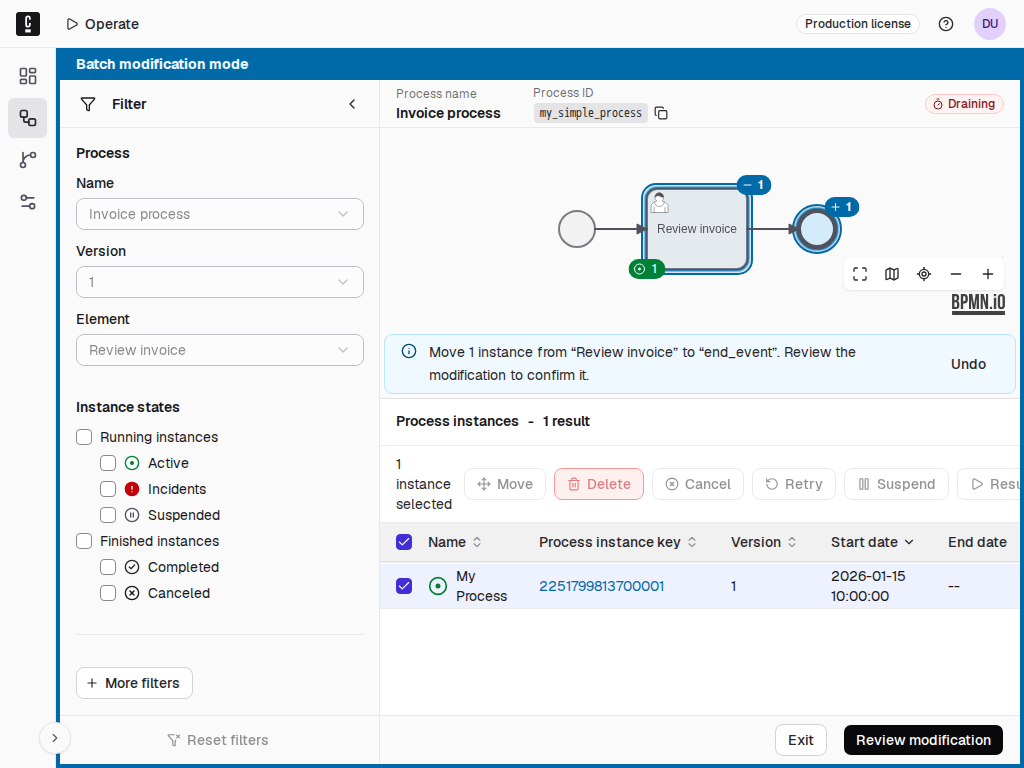 Operate
Production license
DU
Batch modification mode
Filter
Process name
Invoice process
Process ID
my_simple_process
Draining
Process
Name
Invoice process
Version
1
Element
Review invoice
Instance states
Running instances
Active
Incidents
Suspended
Finished instances
Completed
Canceled
More filters
Reset filters
1
Review invoice
1
1
BPMN.iO
Move 1 instance from “Review invoice” to “end_event”. Review the
modification to confirm it.
Undo
Process instances - 1 result
1
instance
selected
Move
Delete
Cancel
Retry
Suspend
Resu
Name
Process instance key
Version
Start date
End date
My
Process
2251799813700001
1
2026-01-15
10:00:00
--
Exit
Review modification